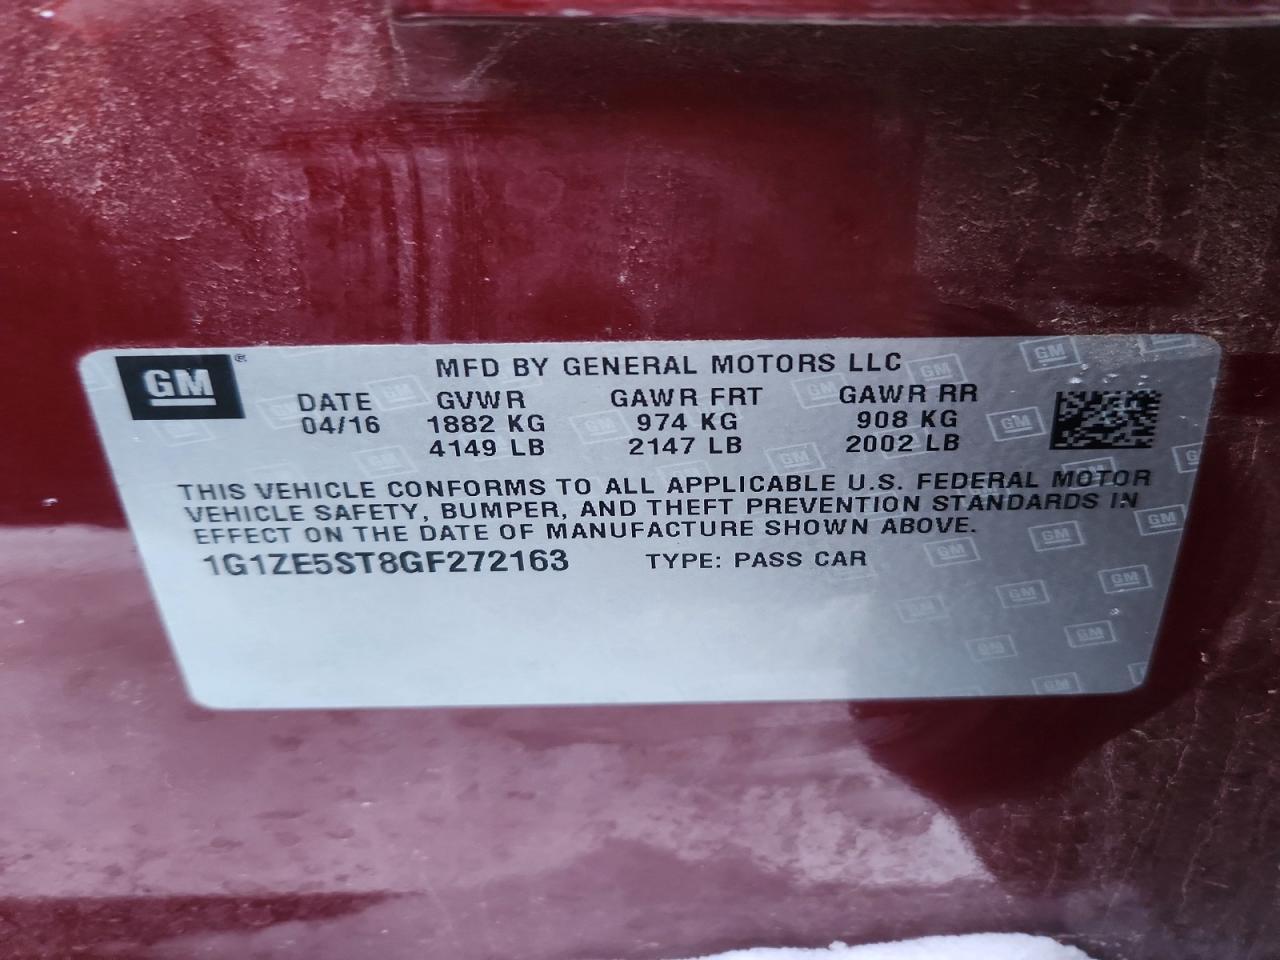 GM ® MFD BY GENERAL MOTORS LLC
DATE GVWR GAWR FRT GAWR RR
04/16 1882 KG 974 KG 908 KG
4149 LB 2147 LB 2002 LB
THIS VEHICLE CONFORMS TO ALL APPLICABLE U.S. FEDERAL MOTOR
VEHICLE SAFETY, BUMPER, AND THEFT PREVENTION STANDARDS IN
EFFECT ON THE DATE OF MANUFACTURE SHOWN ABOVE.
1G1ZE5ST8GF272163 TYPE: PASS CAR